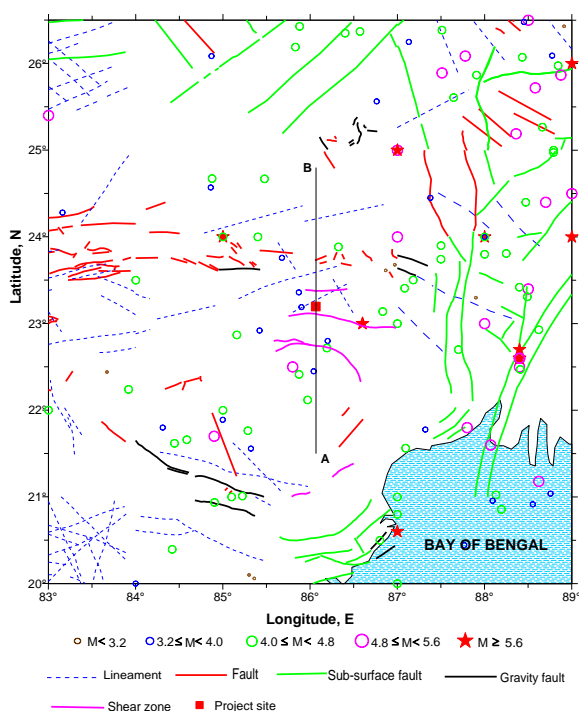 26°
25°
24°
23°
22°
21°
20°
Latitude, N
B
A
BAY OF BENGAL
83° 84° 85° 86° 87° 88° 89°
Longitude, E
M< 3.2 3.2≤ M< 4.0 4.0 ≤ M< 4.8 4.8 ≤ M< 5.6 M ≥ 5.6
Lineament Fault Sub-surface fault Gravity fault
Shear zone Project site